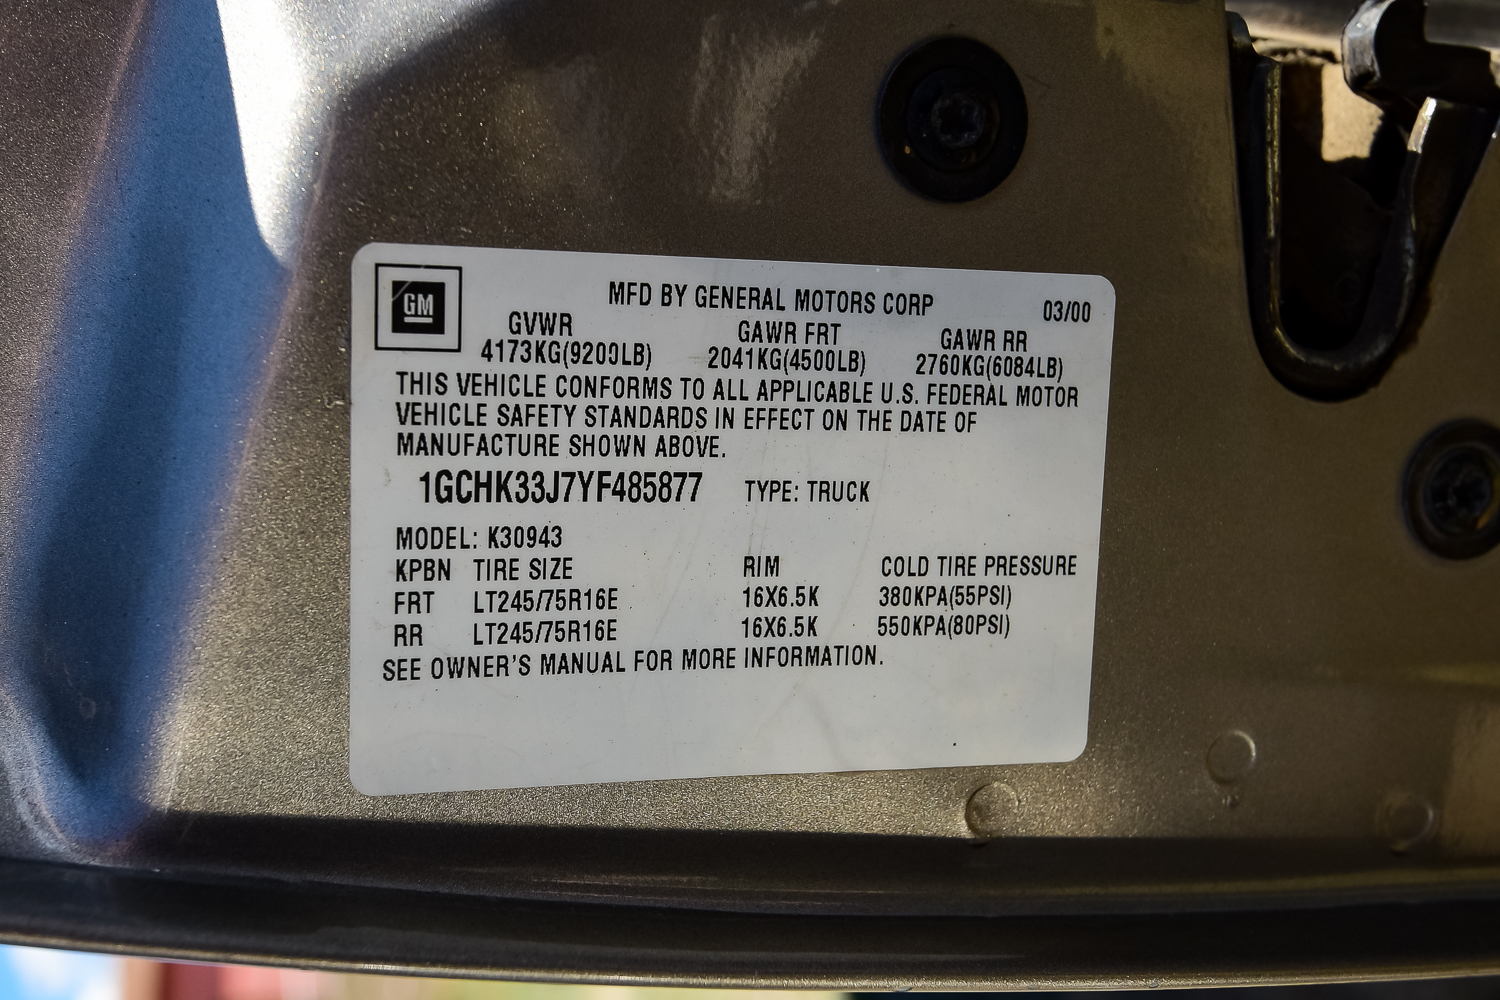 GM
MFD BY GENERAL MOTORS CORP 03/00
GVWR GAWR FRT GAWR RR
4173KG(9200LB) 2041KG(4500LB) 2760KG(6084LB)
THIS VEHICLE CONFORMS TO ALL APPLICABLE U.S. FEDERAL MOTOR
VEHICLE SAFETY STANDARDS IN EFFECT ON THE DATE OF
MANUFACTURE SHOWN ABOVE.
1GCHK33J7YF485877 TYPE: TRUCK
MODEL: K30943
KPBN TIRE SIZE RIM COLD TIRE PRESSURE
FRT LT245/75R16E 16X6.5K 380KPA(55PSI)
RR LT245/75R16E 16X6.5K 550KPA(80PSI)
SEE OWNER'S MANUAL FOR MORE INFORMATION.